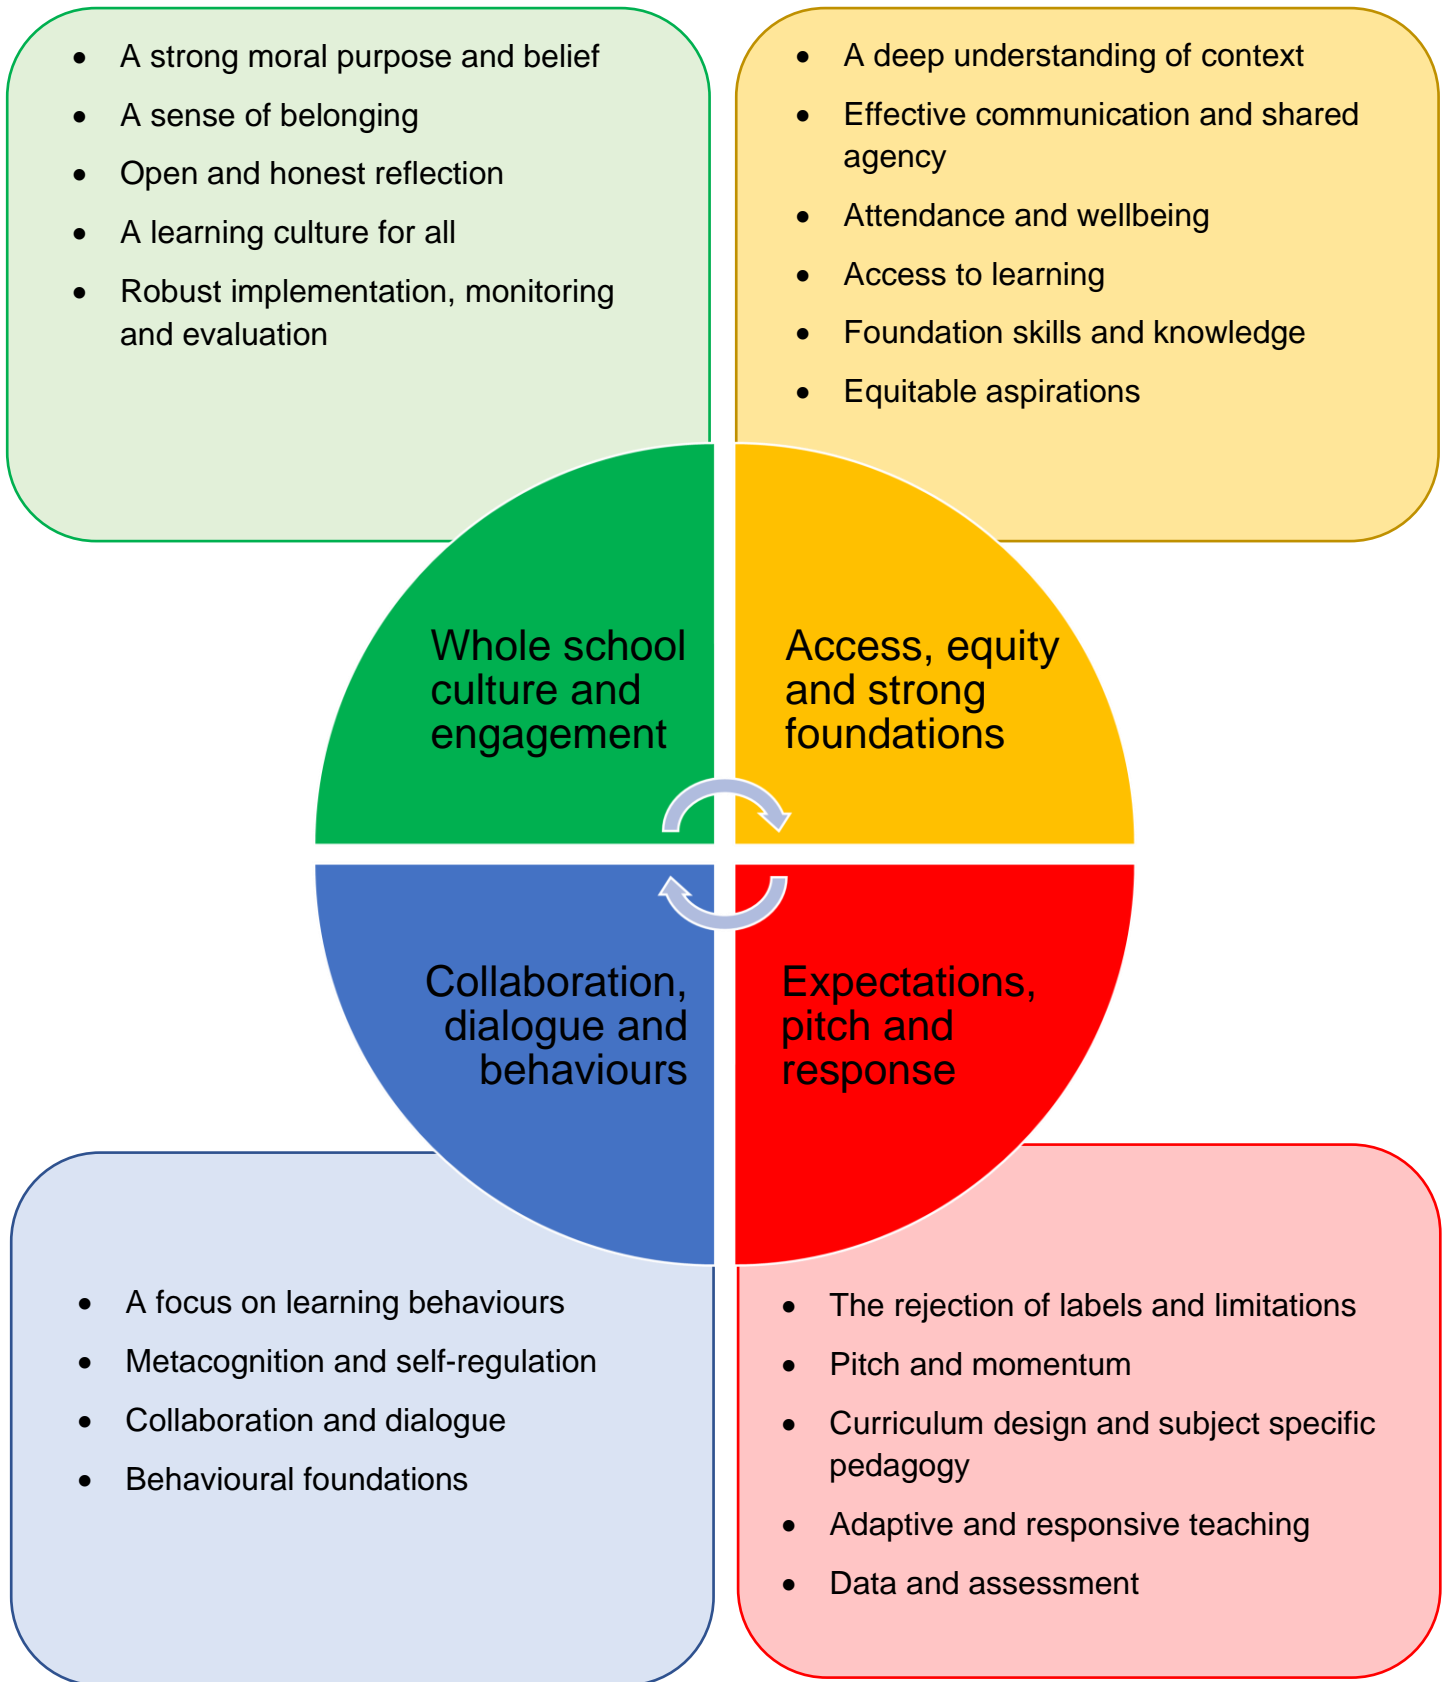 • A strong moral purpose and belief
• A sense of belonging
• Open and honest reflection
• A learning culture for all
• Robust implementation, monitoring
and evaluation
• A deep understanding of context
• Effective communication and shared
agency
• Attendance and wellbeing
• Access to learning
• Foundation skills and knowledge
• Equitable aspirations
Whole school
culture and
engagement
Access, equity
and strong
foundations
Collaboration,
dialogue and
behaviours
Expectations,
pitch and
response
• A focus on learning behaviours
• Metacognition and self-regulation
• Collaboration and dialogue
• Behavioural foundations
• The rejection of labels and limitations
• Pitch and momentum
• Curriculum design and subject specific
pedagogy
• Adaptive and responsive teaching
• Data and assessment